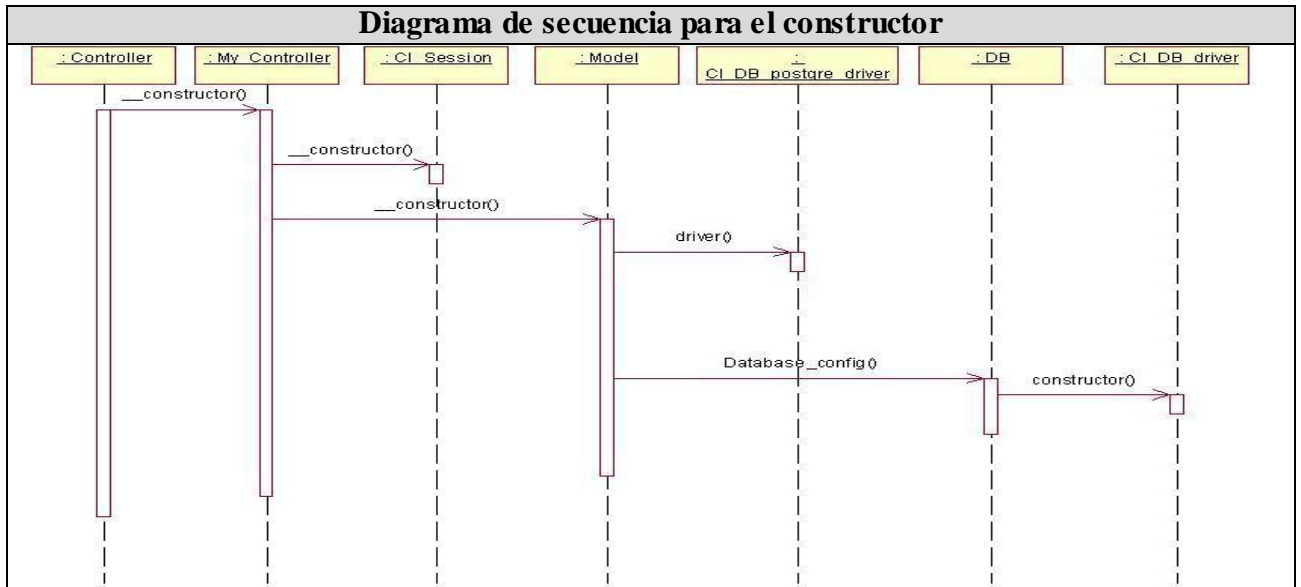 Diagrama de secuencia para el constructor
: Controller
: My_Controller
: CI_Session
: Model
:
CI_DB_postgre_driver
: DB
: CI_DB_driver
__constructor()
__constructor()
__constructor()
driver()
Database_config()
constructor()